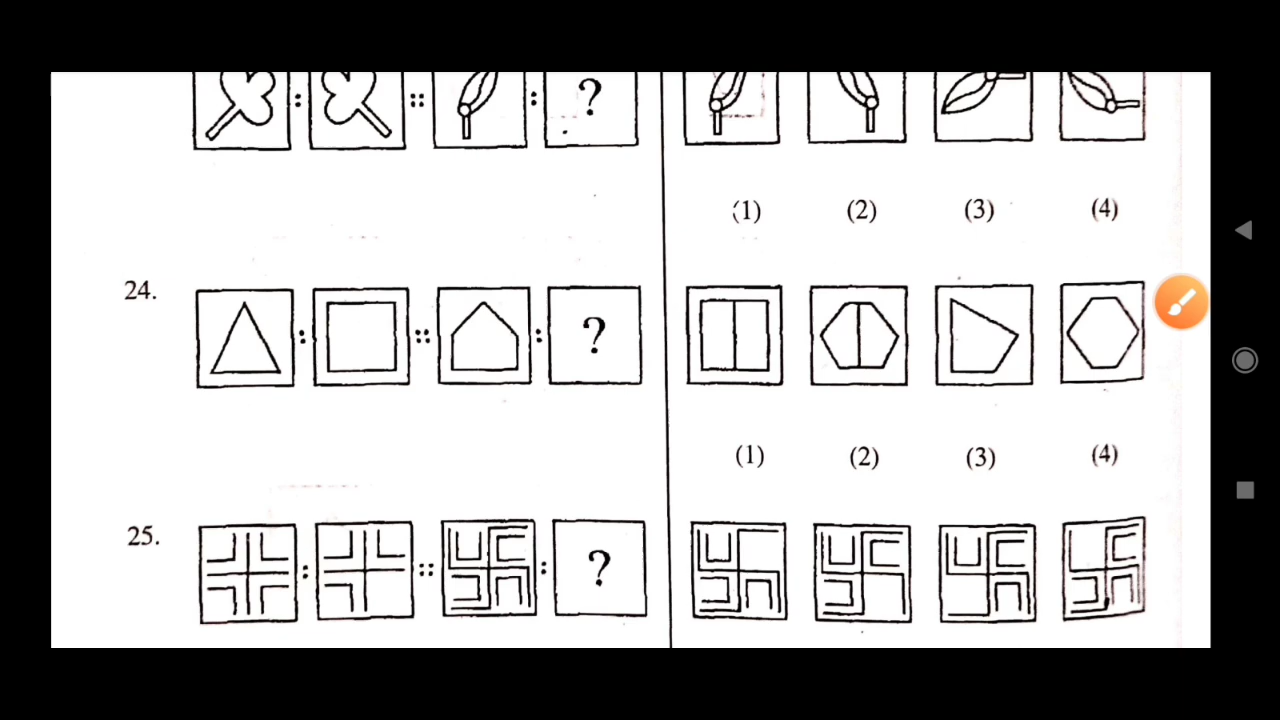 : :: : ?
(1) (2) (3) (4)
24. : :: : ?
(1) (2) (3) (4)
25. : :: : ?